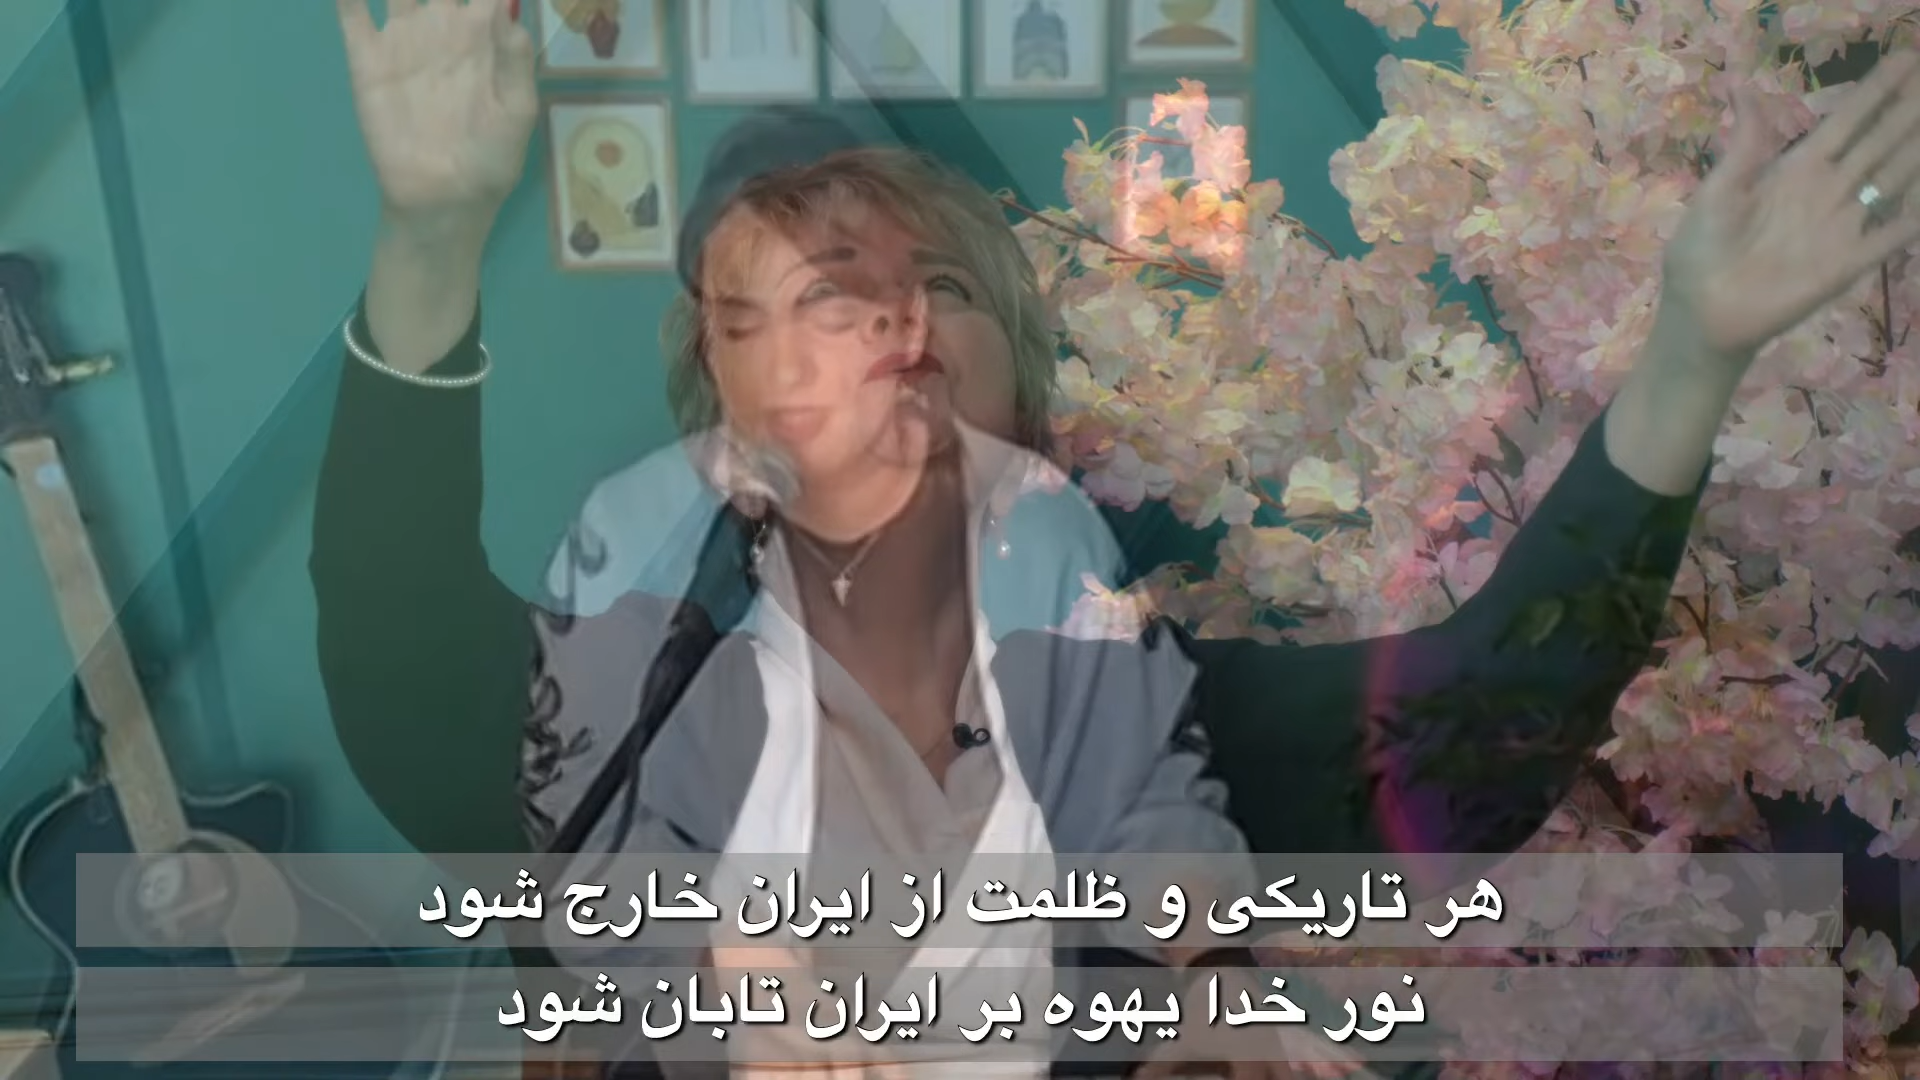 هر تاریکی و ظلمت از ایران خارج شود
نور خدا یهوه بر ایران تابان شود